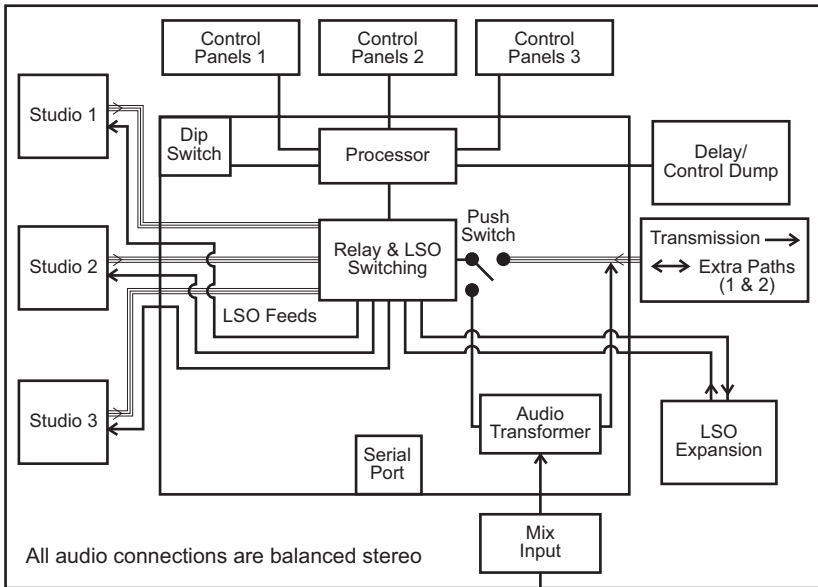 Control
Panels 1
Control
Panels 2
Control
Panels 3
Studio 1
Dip
Switch
Processor
Delay/
Control Dump
Studio 2
Relay & LSO
Switching
Push
Switch
Transmission
Extra Paths
(1 & 2)
LSO Feeds
Studio 3
Audio
Transformer
LSO
Expansion
Serial
Port
Mix
Input
All audio connections are balanced stereo